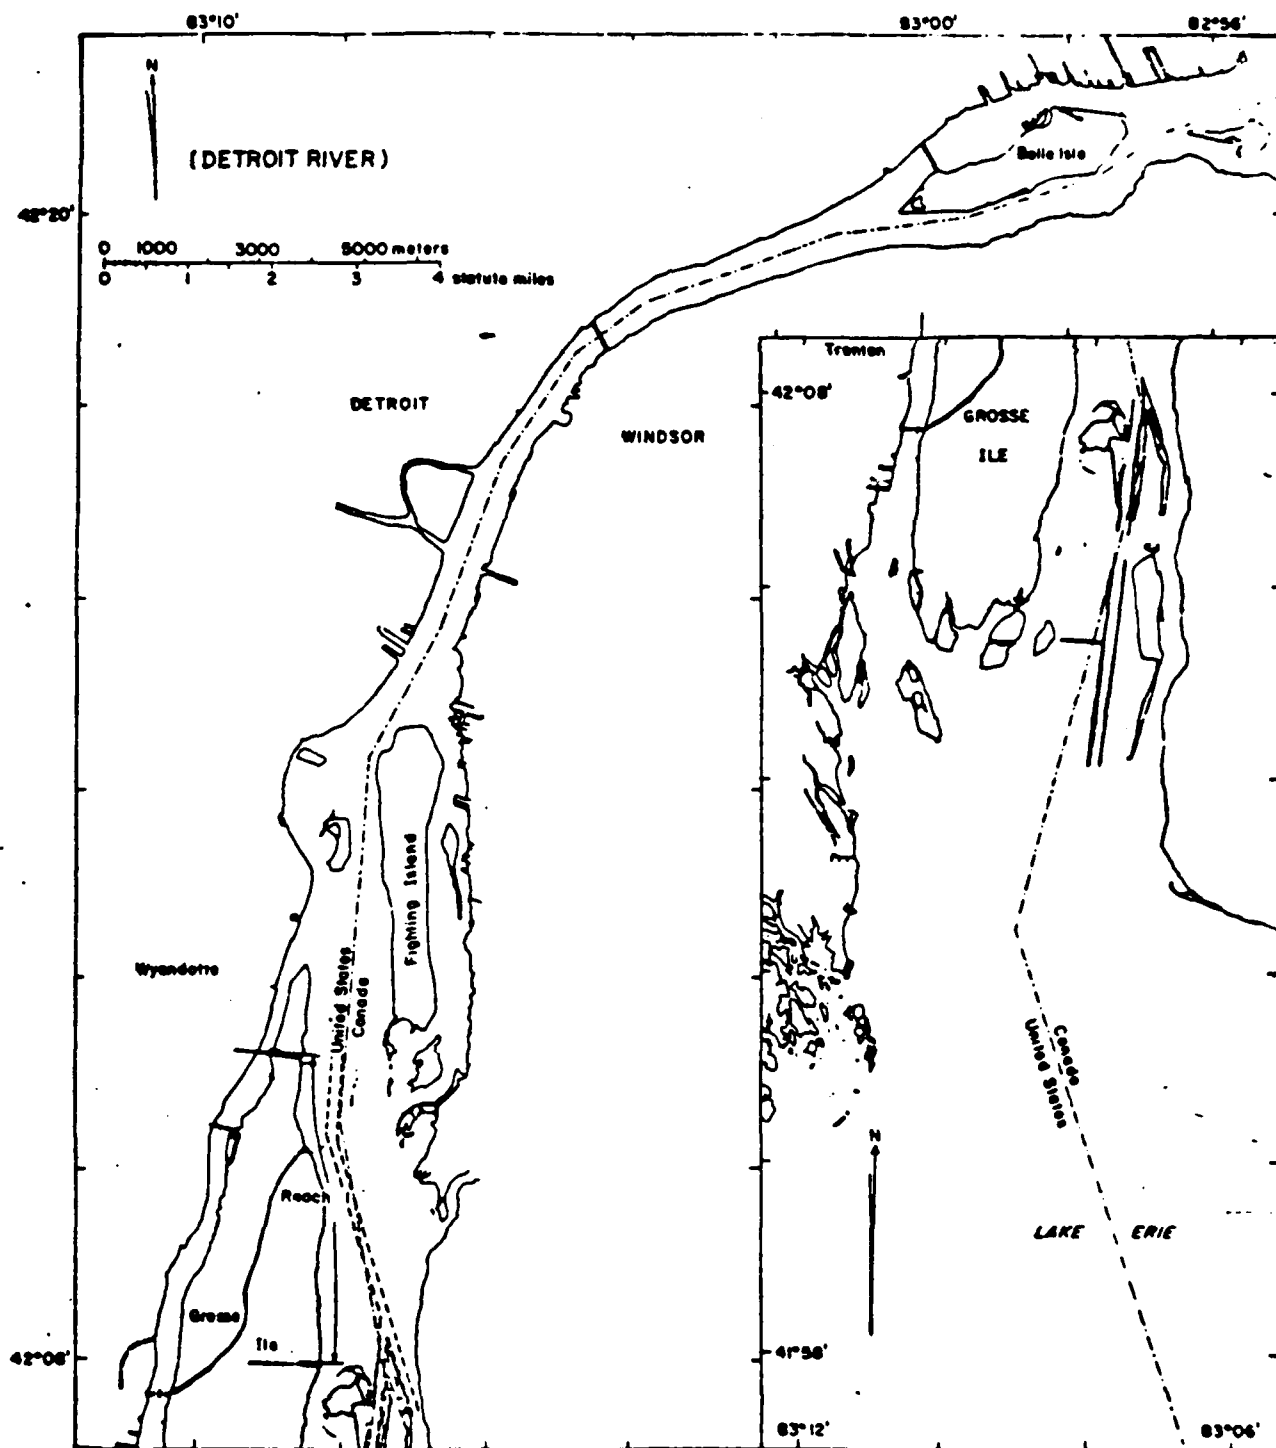 83°10'
83°00'
82°56'
N
(DETROIT RIVER)
Belle Isle
42°20'
0 1000 3000 5000 meters
0 1 2 3 4 statute miles
Trenton
42°08'
DETROIT
GROSSE
WINDSOR
ILE
Fighting Island
Wyandotte
United States
Canada
Canada
United States
N
Reach
LAKE ERIE
Grosse
Ile
42°08'
41°58'
83°12'
83°06'